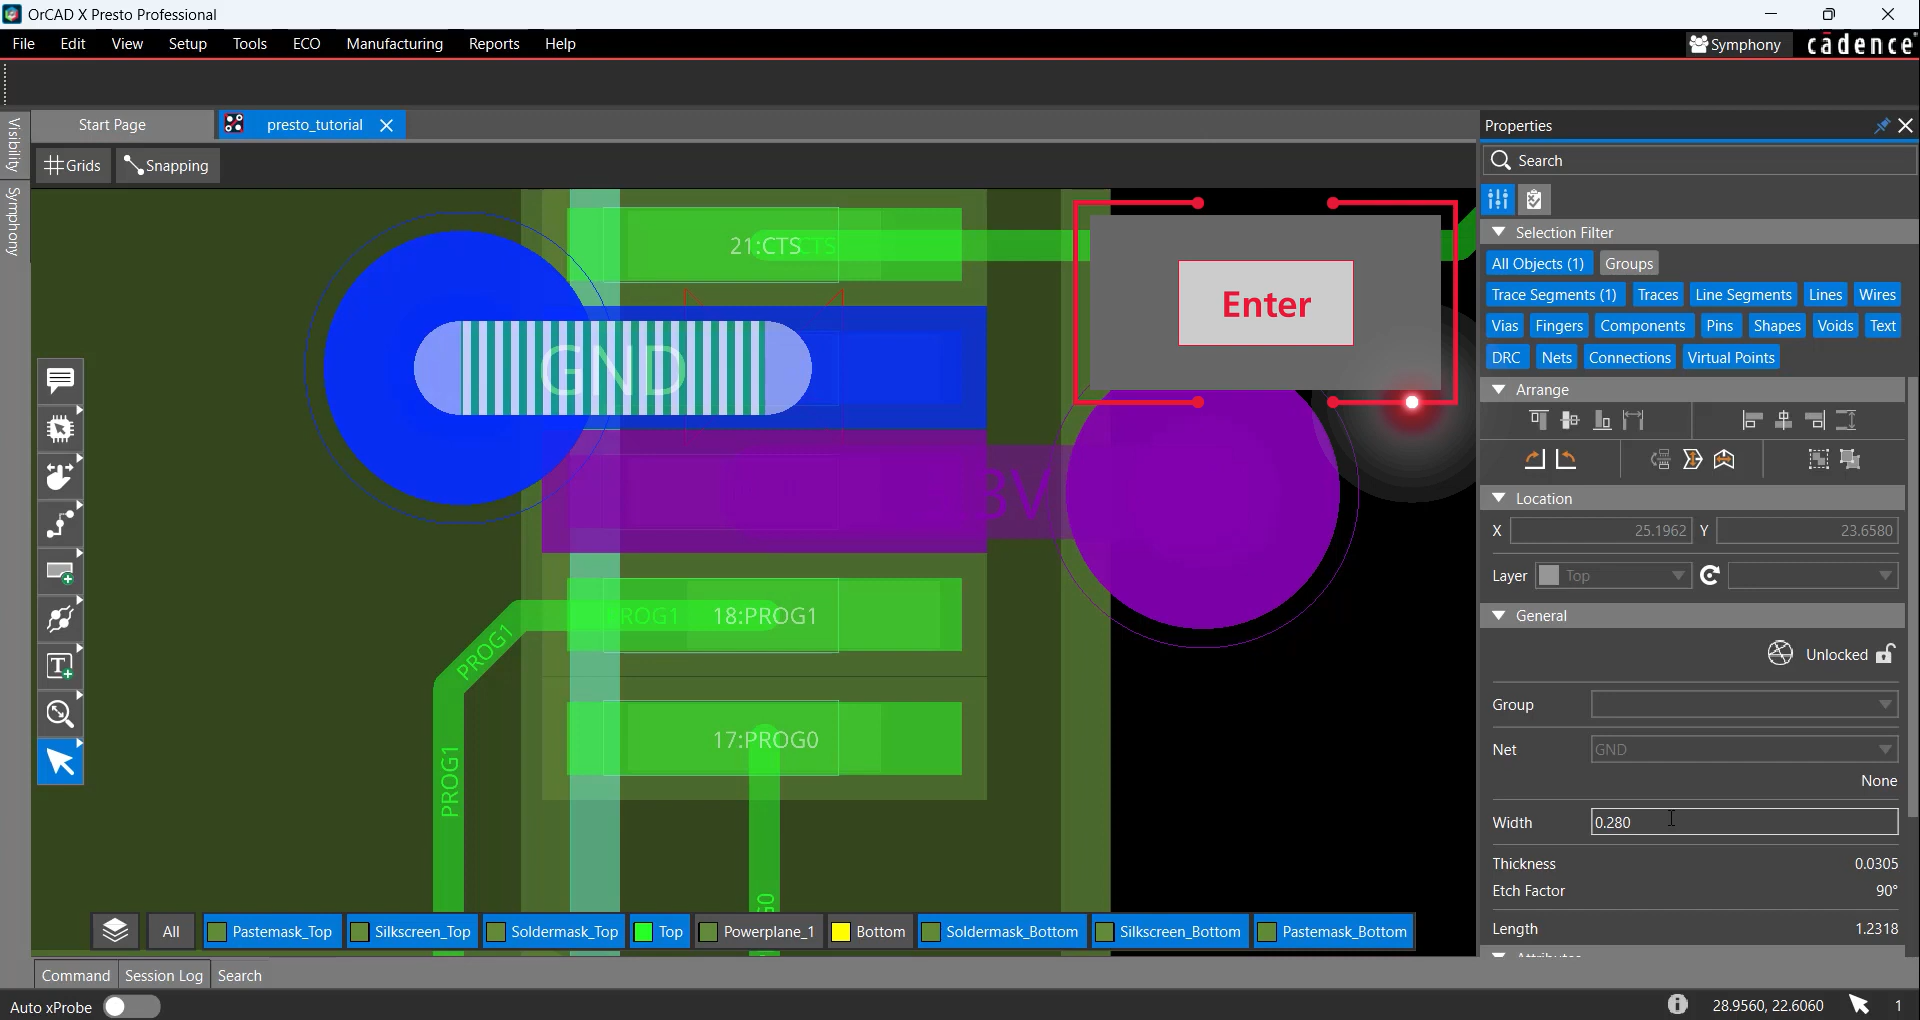 OrCAD X Presto Professional
File Edit View Setup Tools ECO Manufacturing Reports Help
Symphony cādence
Start Page presto_tutorial
Visibility
Symphony
Grids Snapping
21:CTS CTS
GND
18:PROG1
PROG1
PROG1
17:PROG0
Enter
Properties
Search
Selection Filter
All Objects (1) Groups
Trace Segments (1) Traces Line Segments Lines Wires
Vias Fingers Components Pins Shapes Voids Text
DRC Nets Connections Virtual Points
Arrange
Location
X 25.1962 Y 23.6580
Layer Top
General
Unlocked
Group
Net GND
None
Width 0.280
Thickness 0.0305
Etch Factor 90°
Length 1.2318
All Pastemask_Top Silkscreen_Top Soldermask_Top Top Powerplane_1 Bottom Soldermask_Bottom Silkscreen_Bottom Pastemask_Bottom
Command Session Log Search
Auto xProbe
28.9560, 22.6060 1